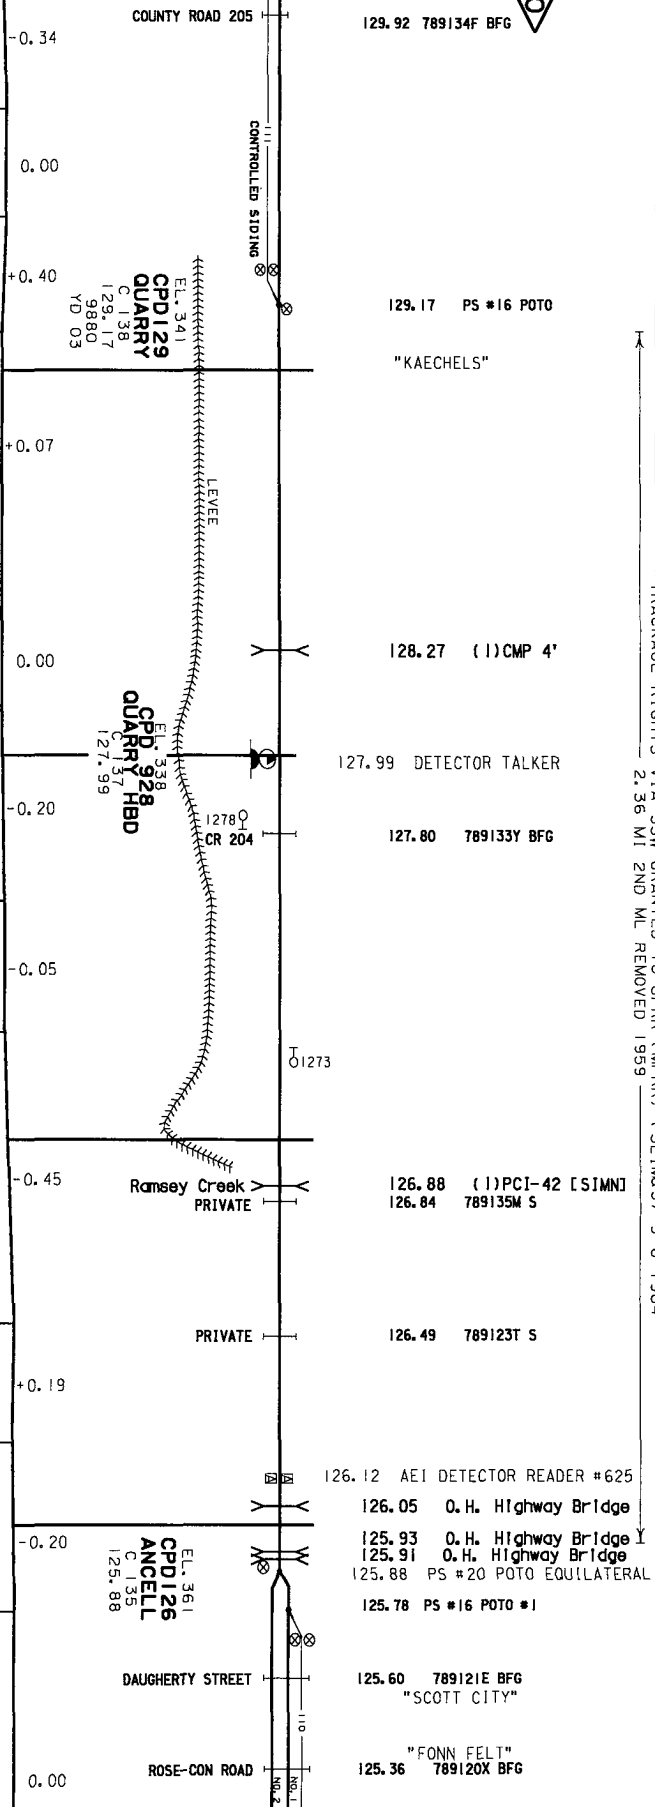 COUNTY ROAD 205
129.92 789134F BFG
-0.34
CONTROLLED SIDING
111
0.00
+0.40
EL. 341
CPD129
QUARRY
C 138
129.17
9880
YD 03
129.17 PS #16 POTO
"KAECHELS"
+0.07
LEVEE
128.27 (1)CMP 4'
0.00
EL. 338
CPD 928
QUARRY HBD
C 137
127.99
127.99 DETECTOR TALKER
-0.20
1278
CR 204
127.80 789133Y BFG
2.36 MI 2ND ML REMOVED 1959
-0.05
1273
-0.45
Ramsey Creek
126.88 (1)PCI-42 [SIMN]
PRIVATE
126.84 789135M S
PRIVATE
126.49 789123T S
+0.19
126.12 AEI DETECTOR READER #625
126.05 O.H. Highway Bridge
-0.20
125.93 O.H. Highway Bridge
125.91 O.H. Highway Bridge
EL. 361
CPD126
ANCELL
C 135
125.88
125.88 PS #20 POTO EQUILATERAL
125.78 PS #16 POTO #1
DAUGHERTY STREET
125.60 789121E BFG
"SCOTT CITY"
110
"FONN FELT"
ROSE-CON ROAD
125.36 789120X BFG
0.00
NO. 2
NO. 1